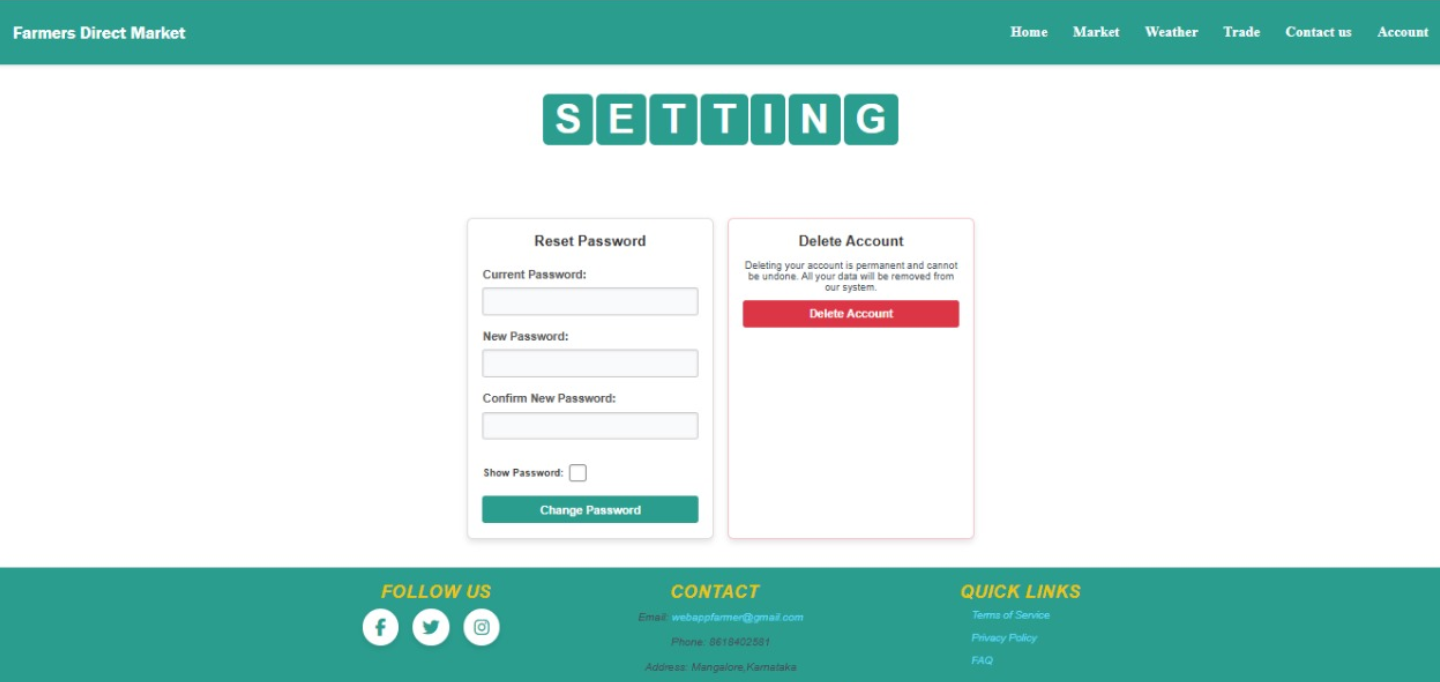 Farmers Direct Market
Home Market Weather Trade Contact us Account
SETTING
Reset Password
Current Password:
New Password:
Confirm New Password:
Show Password:
Change Password
Delete Account
Deleting your account is permanent and cannot
be undone. All your data will be removed from
our system.
Delete Account
FOLLOW US
CONTACT
Email: webappfarmer@gmail.com
Phone: 8618402581
Address: Mangalore,Karnataka
QUICK LINKS
Terms of Service
Privacy Policy
FAQ